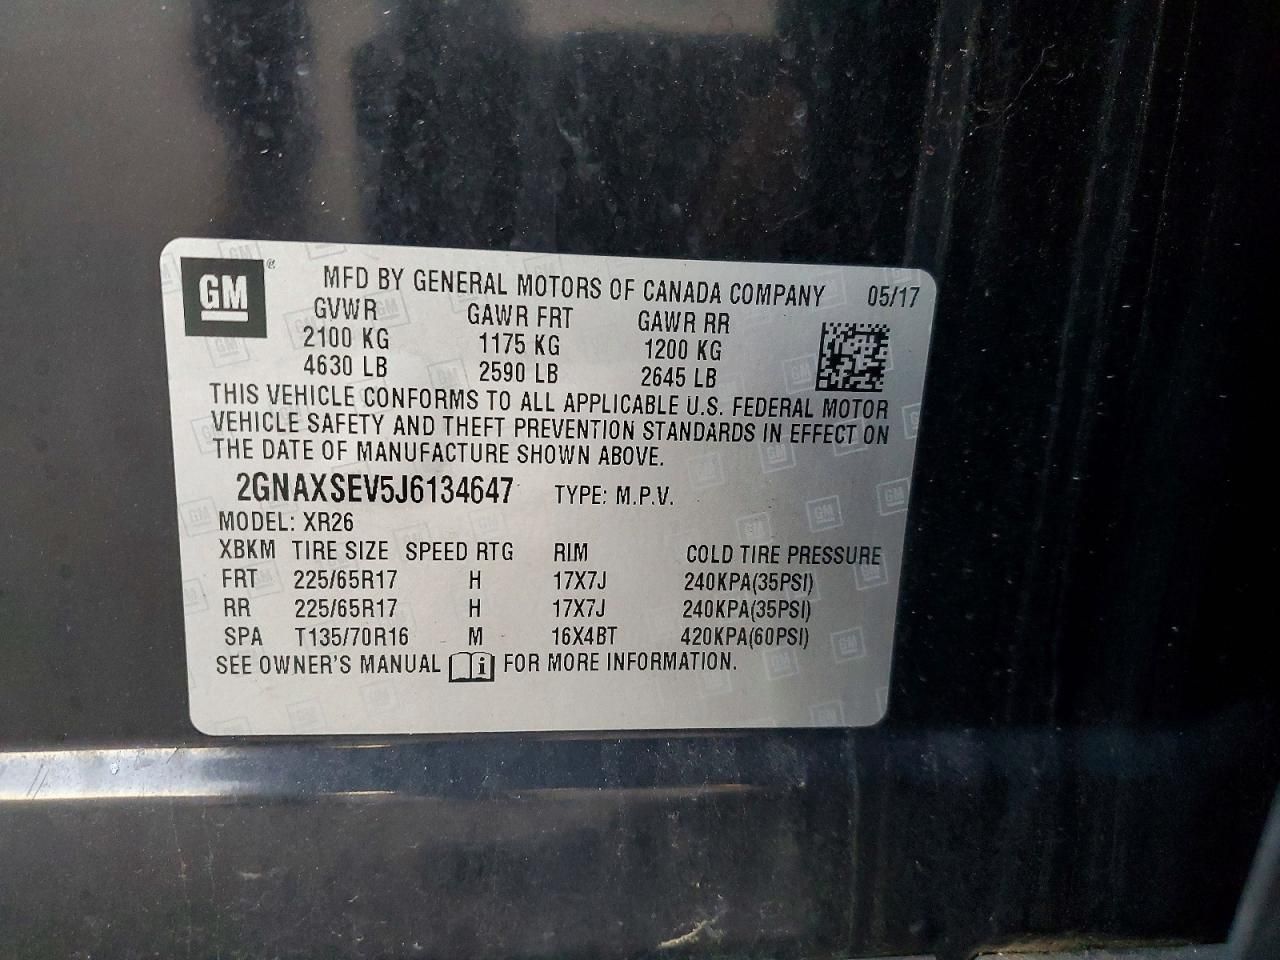 GM ®
MFD BY GENERAL MOTORS OF CANADA COMPANY 05/17
GVWR GAWR FRT GAWR RR
2100 KG 1175 KG 1200 KG
4630 LB 2590 LB 2645 LB
THIS VEHICLE CONFORMS TO ALL APPLICABLE U.S. FEDERAL MOTOR
VEHICLE SAFETY AND THEFT PREVENTION STANDARDS IN EFFECT ON
THE DATE OF MANUFACTURE SHOWN ABOVE.
2GNAXSEV5J6134647 TYPE: M.P.V.
MODEL: XR26
XBKM TIRE SIZE SPEED RTG RIM COLD TIRE PRESSURE
FRT 225/65R17 H 17X7J 240KPA(35PSI)
RR 225/65R17 H 17X7J 240KPA(35PSI)
SPA T135/70R16 M 16X4BT 420KPA(60PSI)
SEE OWNER'S MANUAL i FOR MORE INFORMATION.